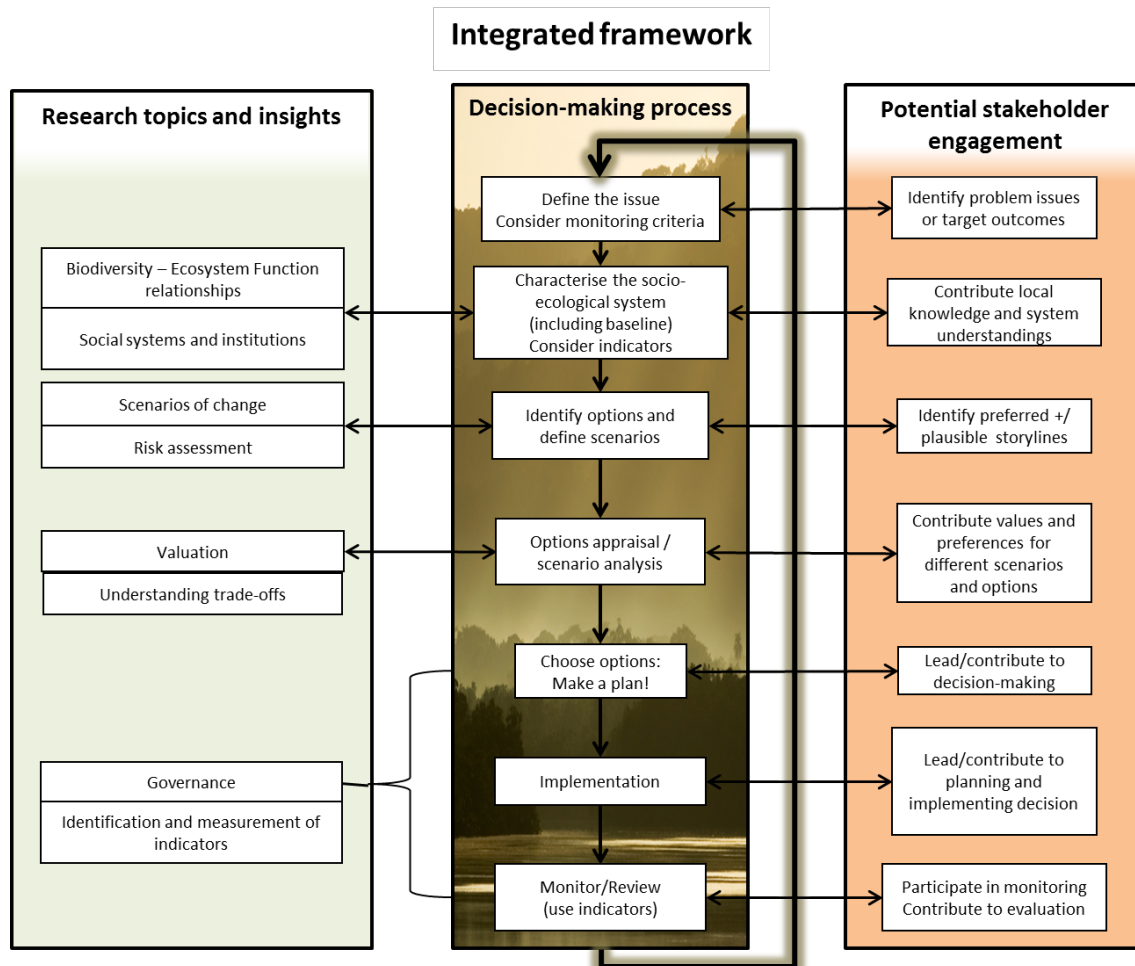 Integrated framework
Research topics and insights
Biodiversity – Ecosystem Function
relationships
Social systems and institutions
Scenarios of change
Risk assessment
Valuation
Understanding trade-offs
Governance
Identification and measurement of
indicators
Decision-making process
Define the issue
Consider monitoring criteria
Characterise the socio-
ecological system
(including baseline)
Consider indicators
Identify options and
define scenarios
Options appraisal /
scenario analysis
Choose options:
Make a plan!
Implementation
Monitor/Review
(use indicators)
Potential stakeholder
engagement
Identify problem issues
or target outcomes
Contribute local
knowledge and system
understandings
Identify preferred +/
plausible storylines
Contribute values and
preferences for
different scenarios
and options
Lead/contribute to
decision-making
Lead/contribute to
planning and
implementing decision
Participate in monitoring
Contribute to evaluation